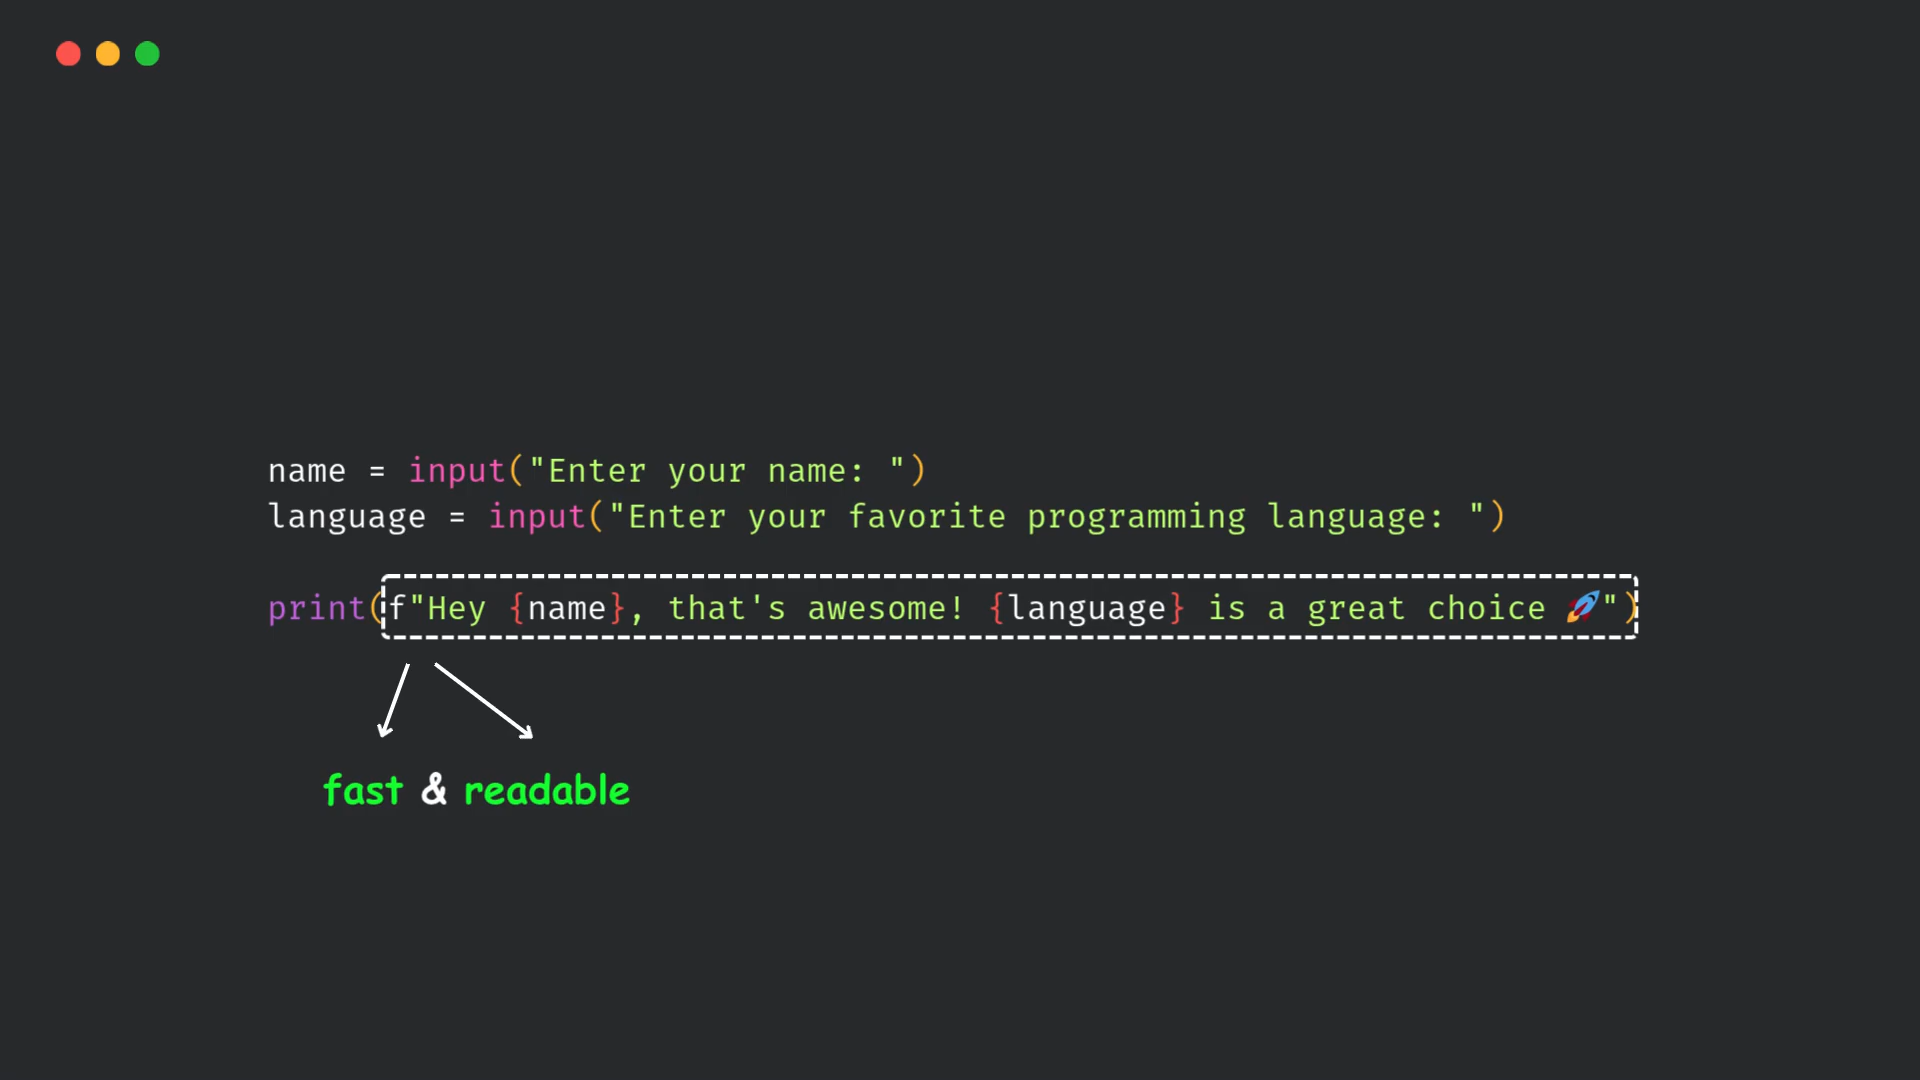 name = input("Enter your name: ")
language = input("Enter your favorite programming language: ")
print(f"Hey {name}, that's awesome! {language} is a great choice 🚀")
fast & readable